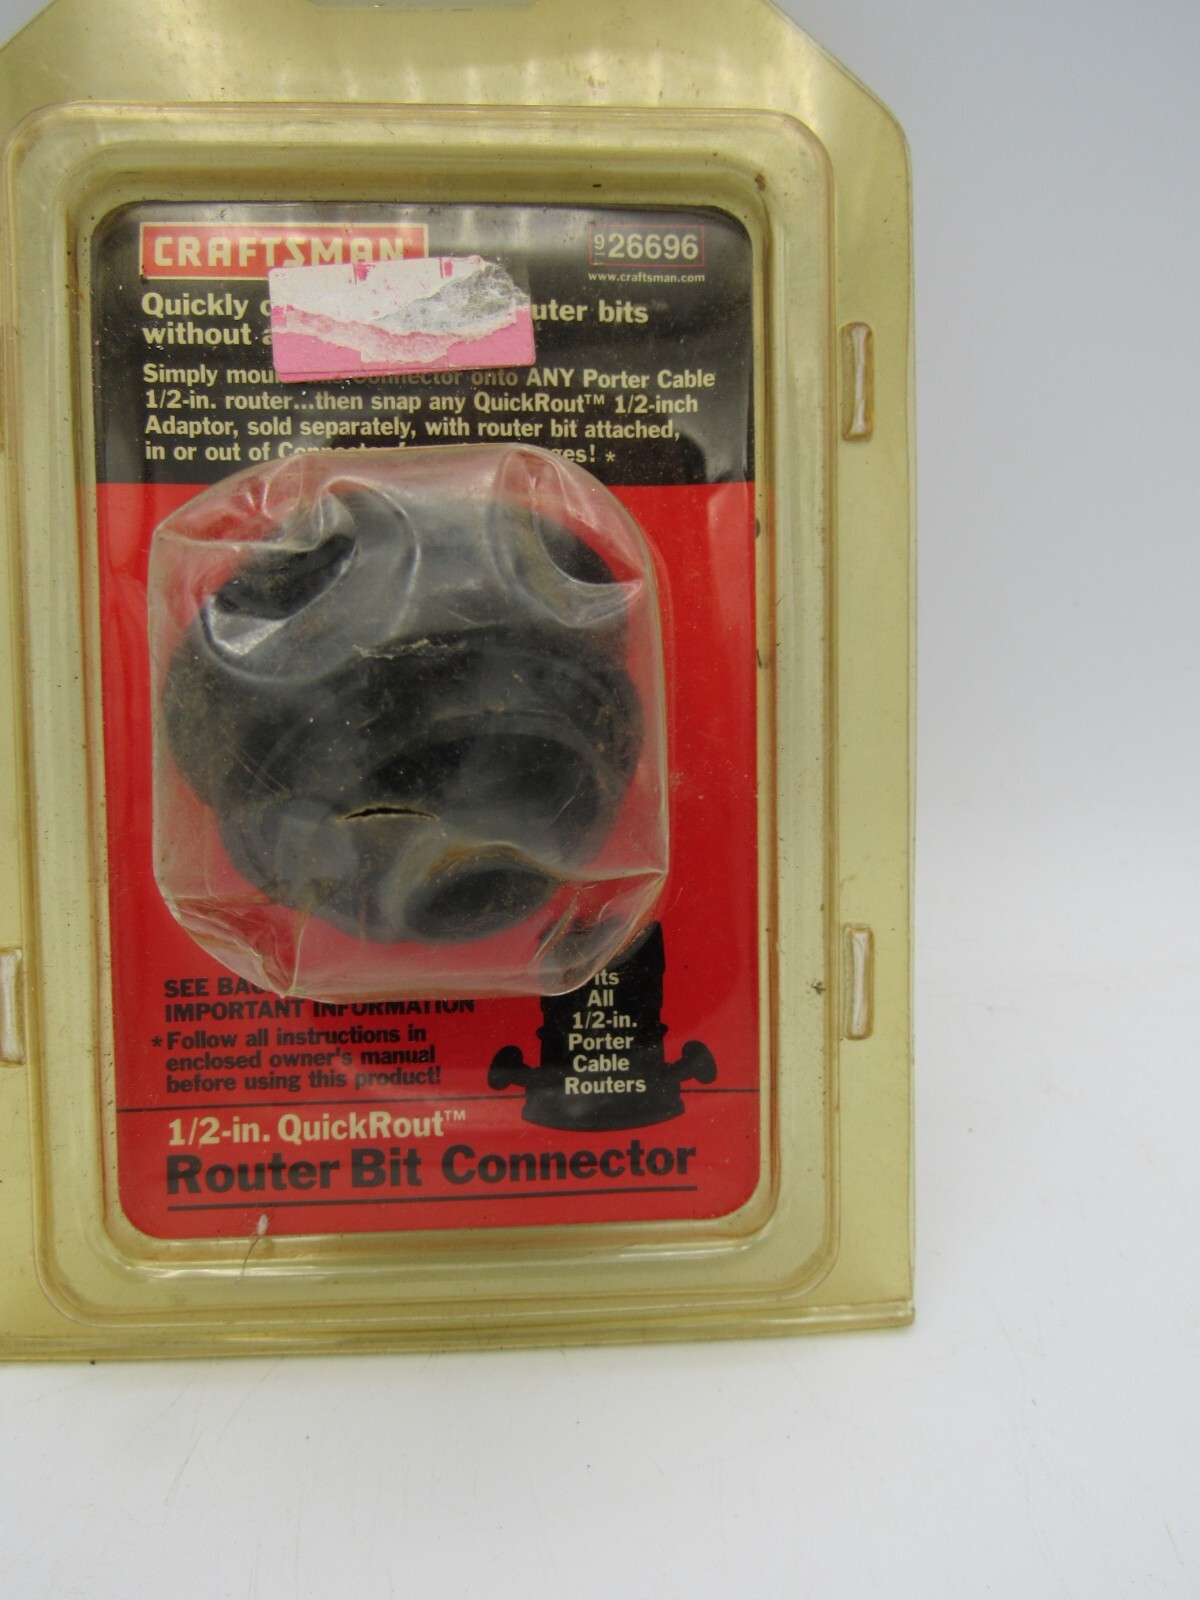 CRAFTSMAN
9 26696
www.craftsman.com
Quickly uter bits
without
Simply Connector onto ANY Porter Cable
1/2-in. router...then snap any QuickRout™ 1/2-inch
Adaptor, sold separately, with router bit attached,
in or out of ges! *
SEE
IMPORTANT INFORMATION
*Follow all instructions in
enclosed owner's manual
before using this product!
its
All
1/2-in.
Porter
Cable
Routers
1/2-in. QuickRout™
Router Bit Connector